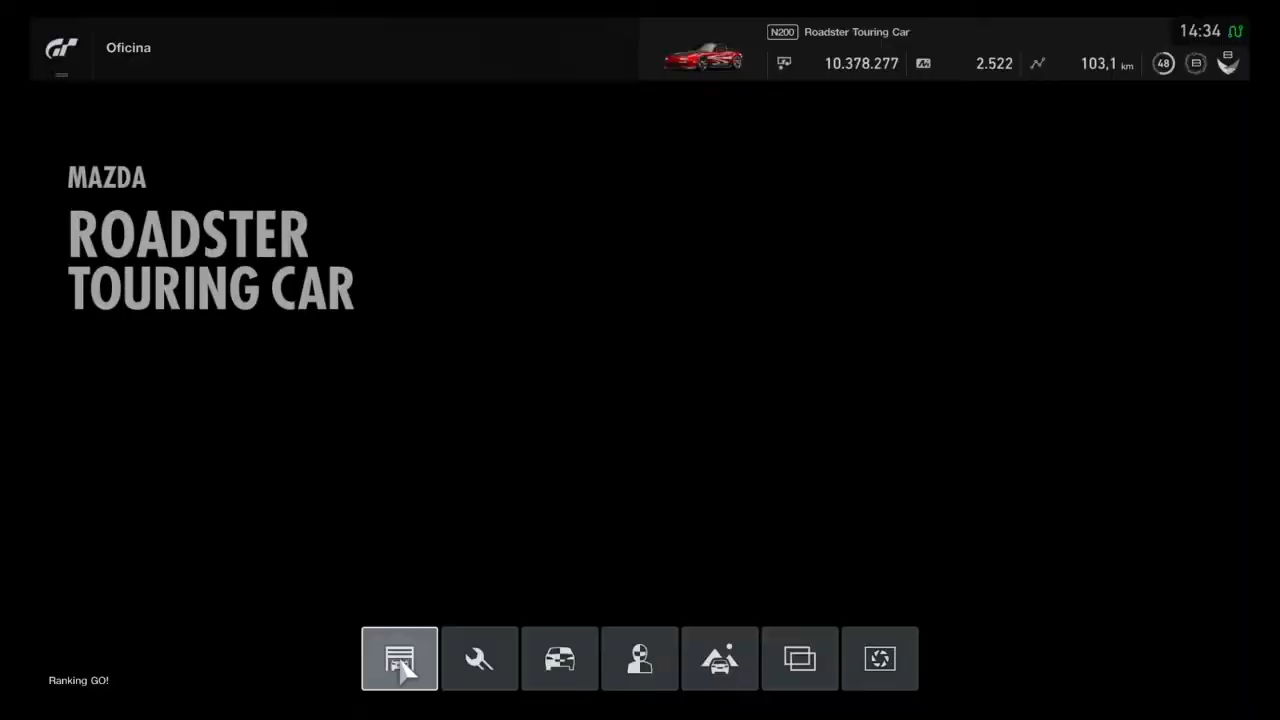 Oficina
N200 Roadster Touring Car
14:34
10.378.277 2.522 103,1 km 48 B B
MAZDA
ROADSTER
TOURING CAR
Ranking GO!